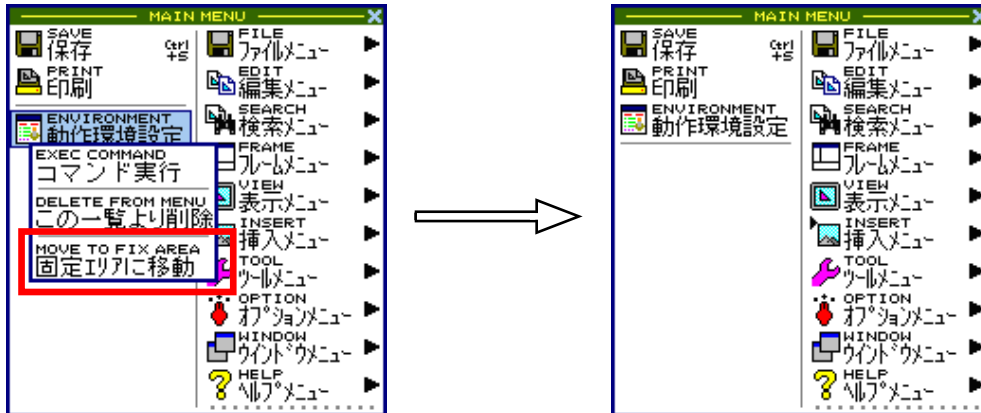 MAIN MENU
SAVE
保存 Ctrl+S
PRINT
印刷
ENVIRONMENT
動作環境設定
EXEC COMMAND
コマンド実行
DELETE FROM MENU
この一覧より削除
MOVE TO FIX AREA
固定エリアに移動
FILE
ファイルメニュー
EDIT
編集メニュー
SEARCH
検索メニュー
FRAME
フレームメニュー
VIEW
表示メニュー
INSERT
挿入メニュー
TOOL
ツールメニュー
OPTION
オプションメニュー
WINDOW
ウインドウメニュー
HELP
ヘルプメニュー
MAIN MENU
SAVE
保存 Ctrl+S
PRINT
印刷
ENVIRONMENT
動作環境設定
FILE
ファイルメニュー
EDIT
編集メニュー
SEARCH
検索メニュー
FRAME
フレームメニュー
VIEW
表示メニュー
INSERT
挿入メニュー
TOOL
ツールメニュー
OPTION
オプションメニュー
WINDOW
ウインドウメニュー
HELP
ヘルプメニュー